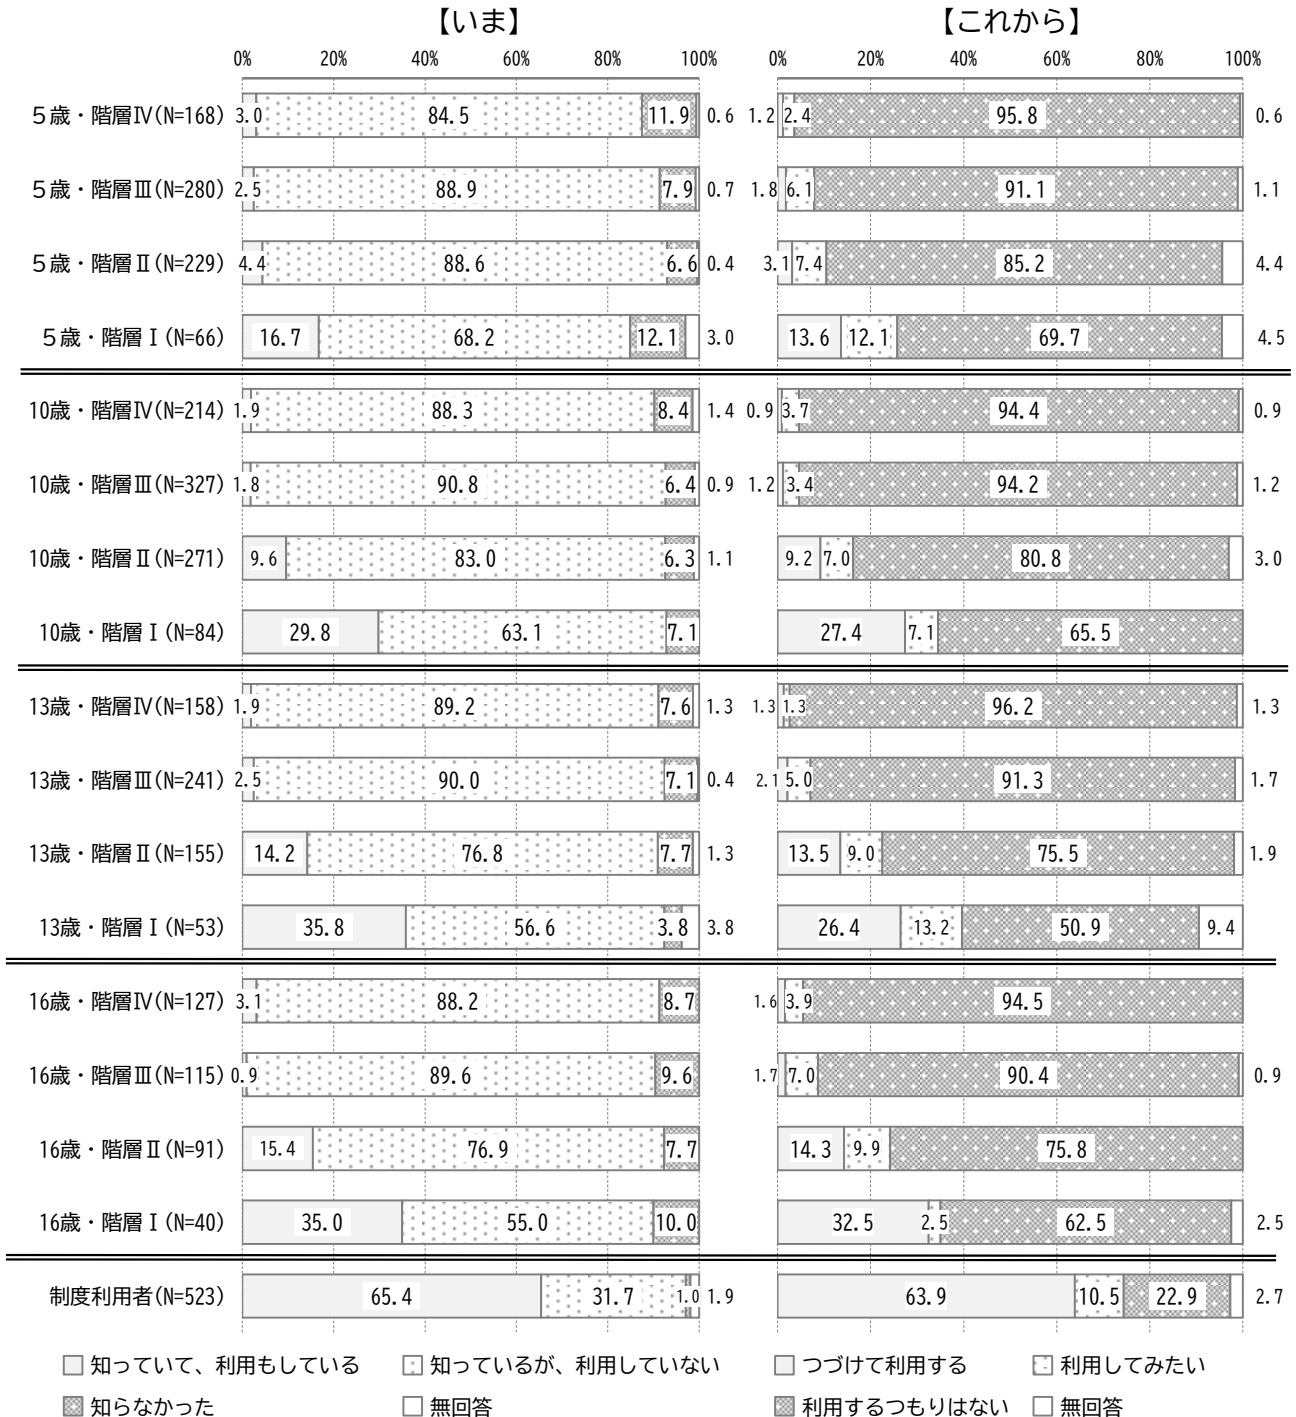 【いま】 【これから】
0% 20% 40% 60% 80% 100% 0% 20% 40% 60% 80% 100%
5歳・階層Ⅳ(N=168) 3.0 84.5 11.9 0.6 1.2 2.4 95.8 0.6
5歳・階層Ⅲ(N=280) 2.5 88.9 7.9 0.7 1.8 6.1 91.1 1.1
5歳・階層Ⅱ(N=229) 4.4 88.6 6.6 0.4 3.1 7.4 85.2 4.4
5歳・階層Ⅰ(N=66) 16.7 68.2 12.1 3.0 13.6 12.1 69.7 4.5
10歳・階層Ⅳ(N=214) 1.9 88.3 8.4 1.4 0.9 3.7 94.4 0.9
10歳・階層Ⅲ(N=327) 1.8 90.8 6.4 0.9 1.2 3.4 94.2 1.2
10歳・階層Ⅱ(N=271) 9.6 83.0 6.3 1.1 9.2 7.0 80.8 3.0
10歳・階層Ⅰ(N=84) 29.8 63.1 7.1 27.4 7.1 65.5
13歳・階層Ⅳ(N=158) 1.9 89.2 7.6 1.3 1.3 1.3 96.2 1.3
13歳・階層Ⅲ(N=241) 2.5 90.0 7.1 0.4 2.1 5.0 91.3 1.7
13歳・階層Ⅱ(N=155) 14.2 76.8 7.7 1.3 13.5 9.0 75.5 1.9
13歳・階層Ⅰ(N=53) 35.8 56.6 3.8 3.8 26.4 13.2 50.9 9.4
16歳・階層Ⅳ(N=127) 3.1 88.2 8.7 1.6 3.9 94.5
16歳・階層Ⅲ(N=115) 0.9 89.6 9.6 1.7 7.0 90.4 0.9
16歳・階層Ⅱ(N=91) 15.4 76.9 7.7 14.3 9.9 75.8
16歳・階層Ⅰ(N=40) 35.0 55.0 10.0 32.5 2.5 62.5 2.5
制度利用者(N=523) 65.4 31.7 1.0 1.9 63.9 10.5 22.9 2.7
知っていて、利用もしている 知っているが、利用していない つづけて利用する 利用してみたい
知らなかった 無回答 利用するつもりはない 無回答